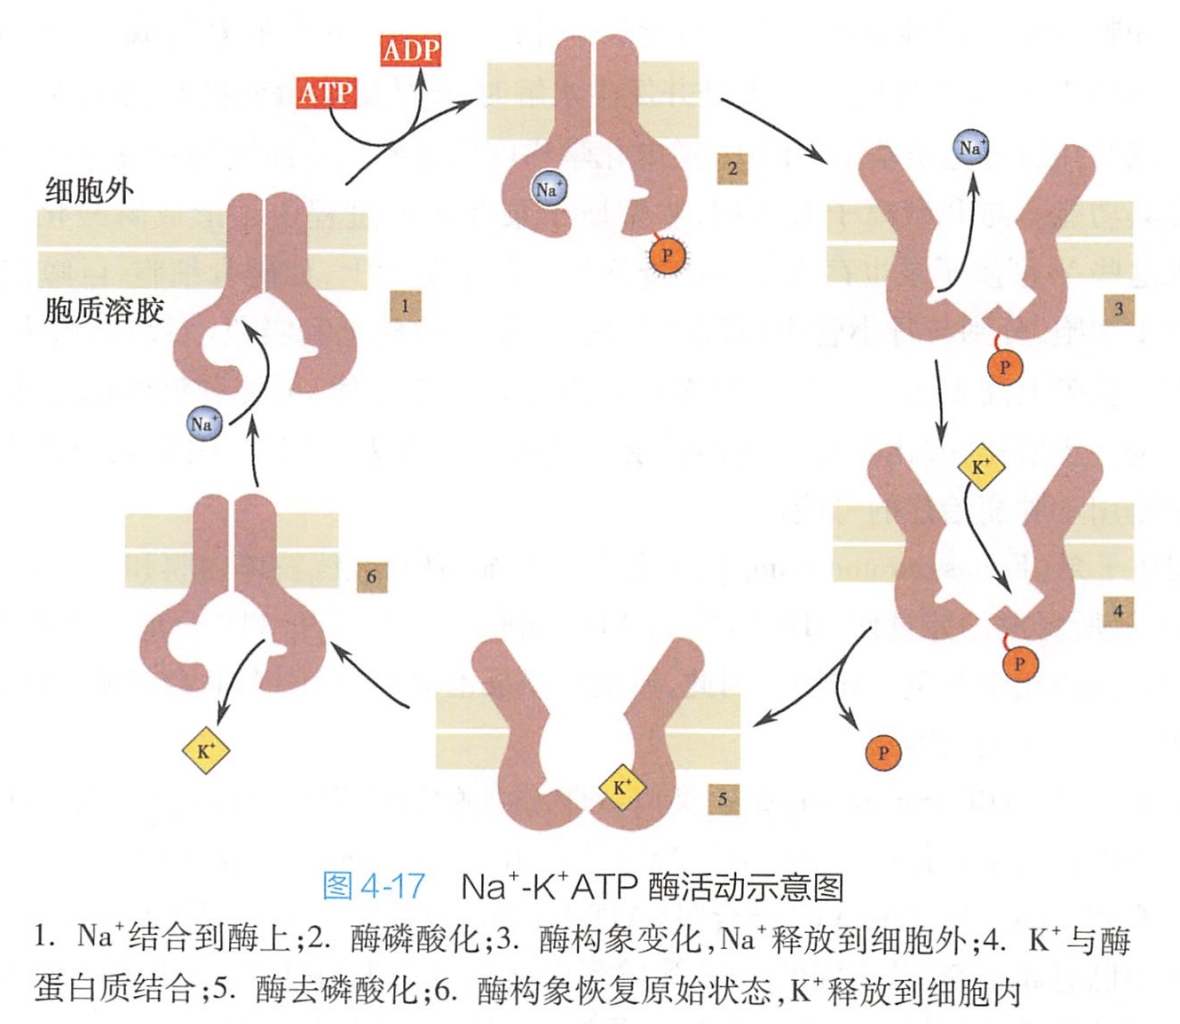 ADP
ATP
Na⁺
2
Na⁺
细胞外
P
胞质溶胶
1
3
P
Na⁺
K⁺
6
4
P
K⁺
P
K⁺
5
图 4-17 Na⁺-K⁺ATP 酶活动示意图
1. Na⁺结合到酶上;2. 酶磷酸化;3. 酶构象变化,Na⁺释放到细胞外;4. K⁺与酶
蛋白质结合;5. 酶去磷酸化;6. 酶构象恢复原始状态,K⁺释放到细胞内